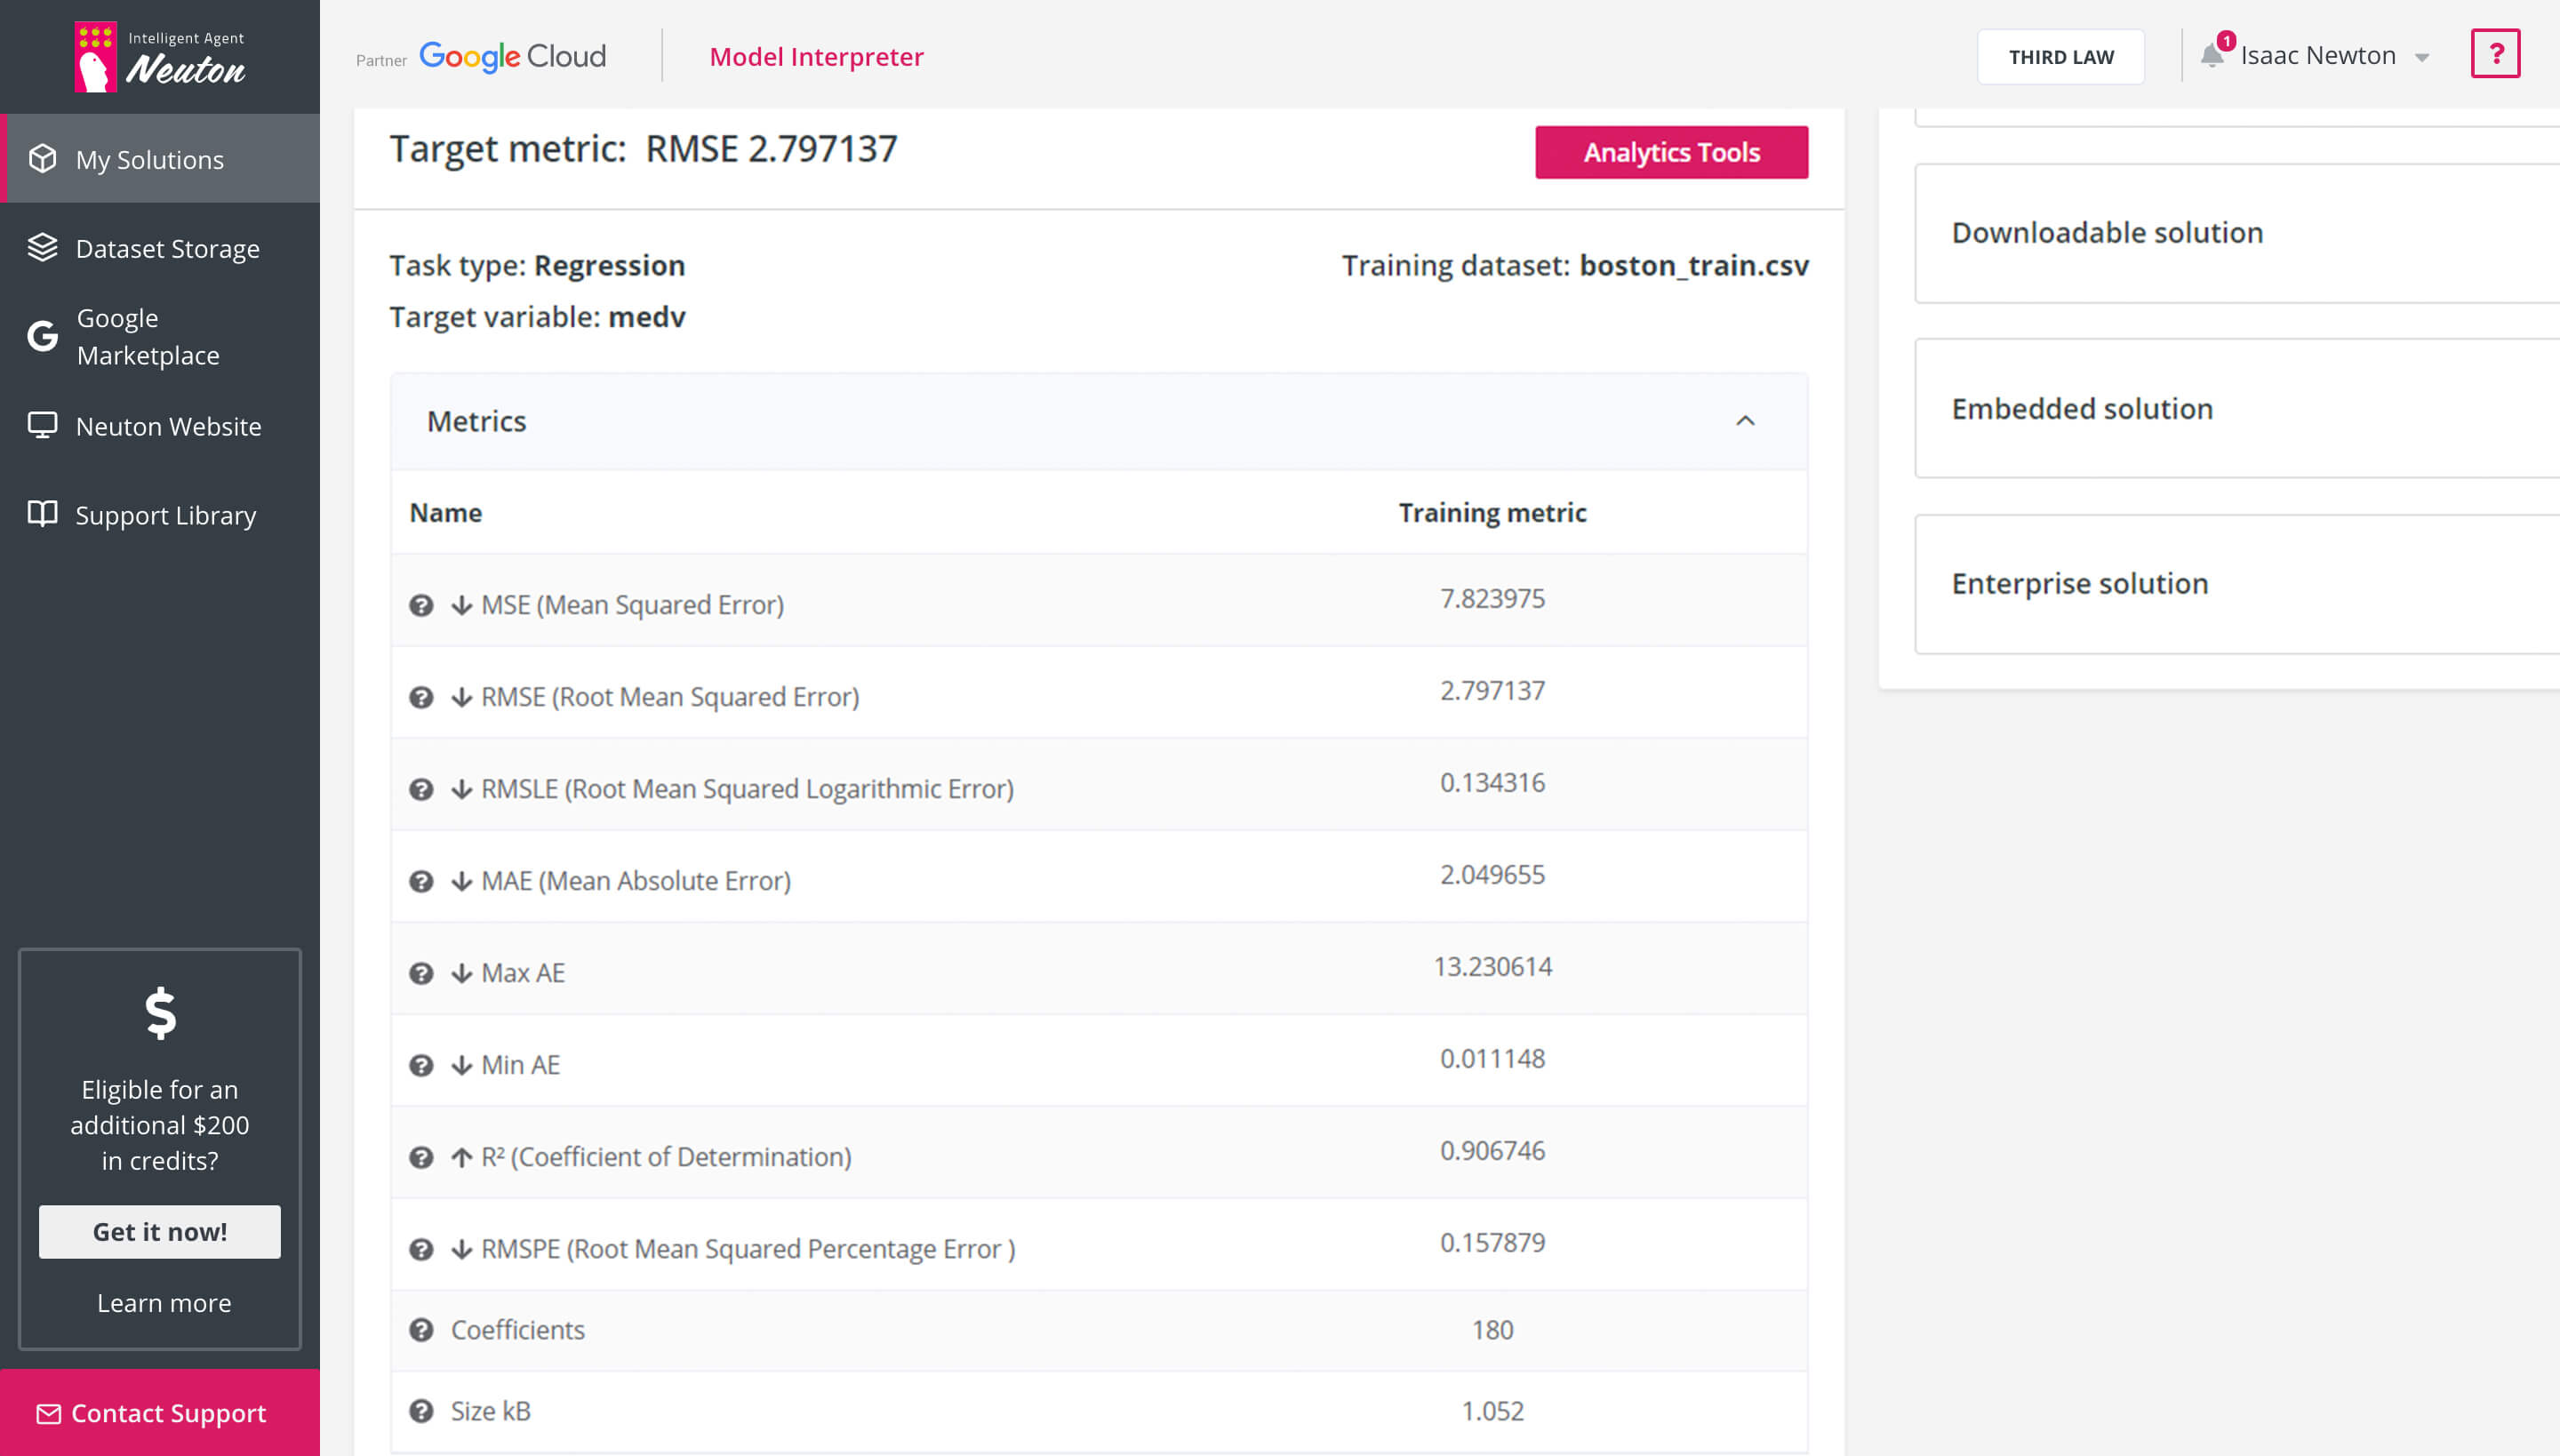 Intelligent Agent
Neuton
My Solutions
Dataset Storage
Google
Marketplace
Neuton Website
Support Library
$
Eligible for an
additional $200
in credits?
Get it now!
Learn more
Contact Support
Partner Google Cloud
Model Interpreter
THIRD LAW
1
Isaac Newton
?
Target metric: RMSE 2.797137
Analytics Tools
Task type: Regression
Training dataset: boston_train.csv
Target variable: medv
Metrics
Name Training metric
? ↓ MSE (Mean Squared Error) 7.823975
? ↓ RMSE (Root Mean Squared Error) 2.797137
? ↓ RMSLE (Root Mean Squared Logarithmic Error) 0.134316
? ↓ MAE (Mean Absolute Error) 2.049655
? ↓ Max AE 13.230614
? ↓ Min AE 0.011148
? ↑ R² (Coefficient of Determination) 0.906746
? ↓ RMSPE (Root Mean Squared Percentage Error ) 0.157879
? Coefficients 180
? Size kB 1.052
Downloadable solution
Embedded solution
Enterprise solution